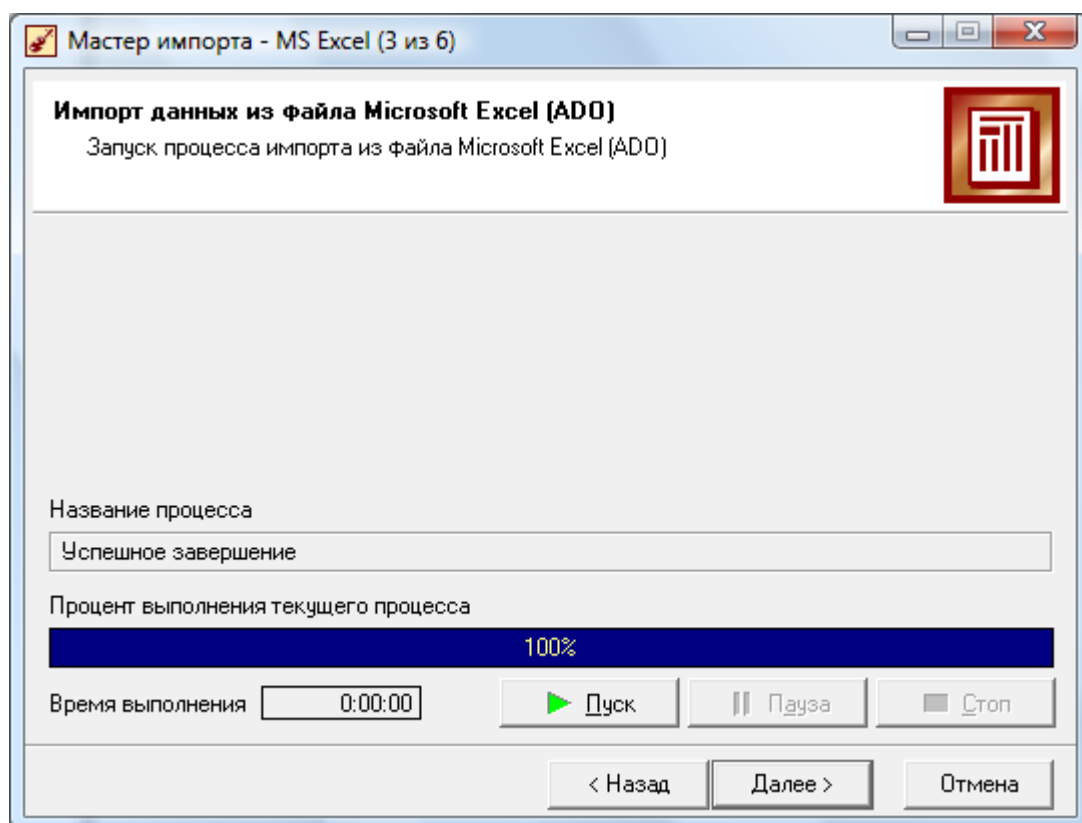 Мастер импорта - MS Excel (3 из 6)
Импорт данных из файла Microsoft Excel (ADO)
Запуск процесса импорта из файла Microsoft Excel (ADO)
Название процесса
Успешное завершение
Процент выполнения текущего процесса
100%
Время выполнения 0:00:00 Пуск Пауза Стоп
< Назад Далее > Отмена